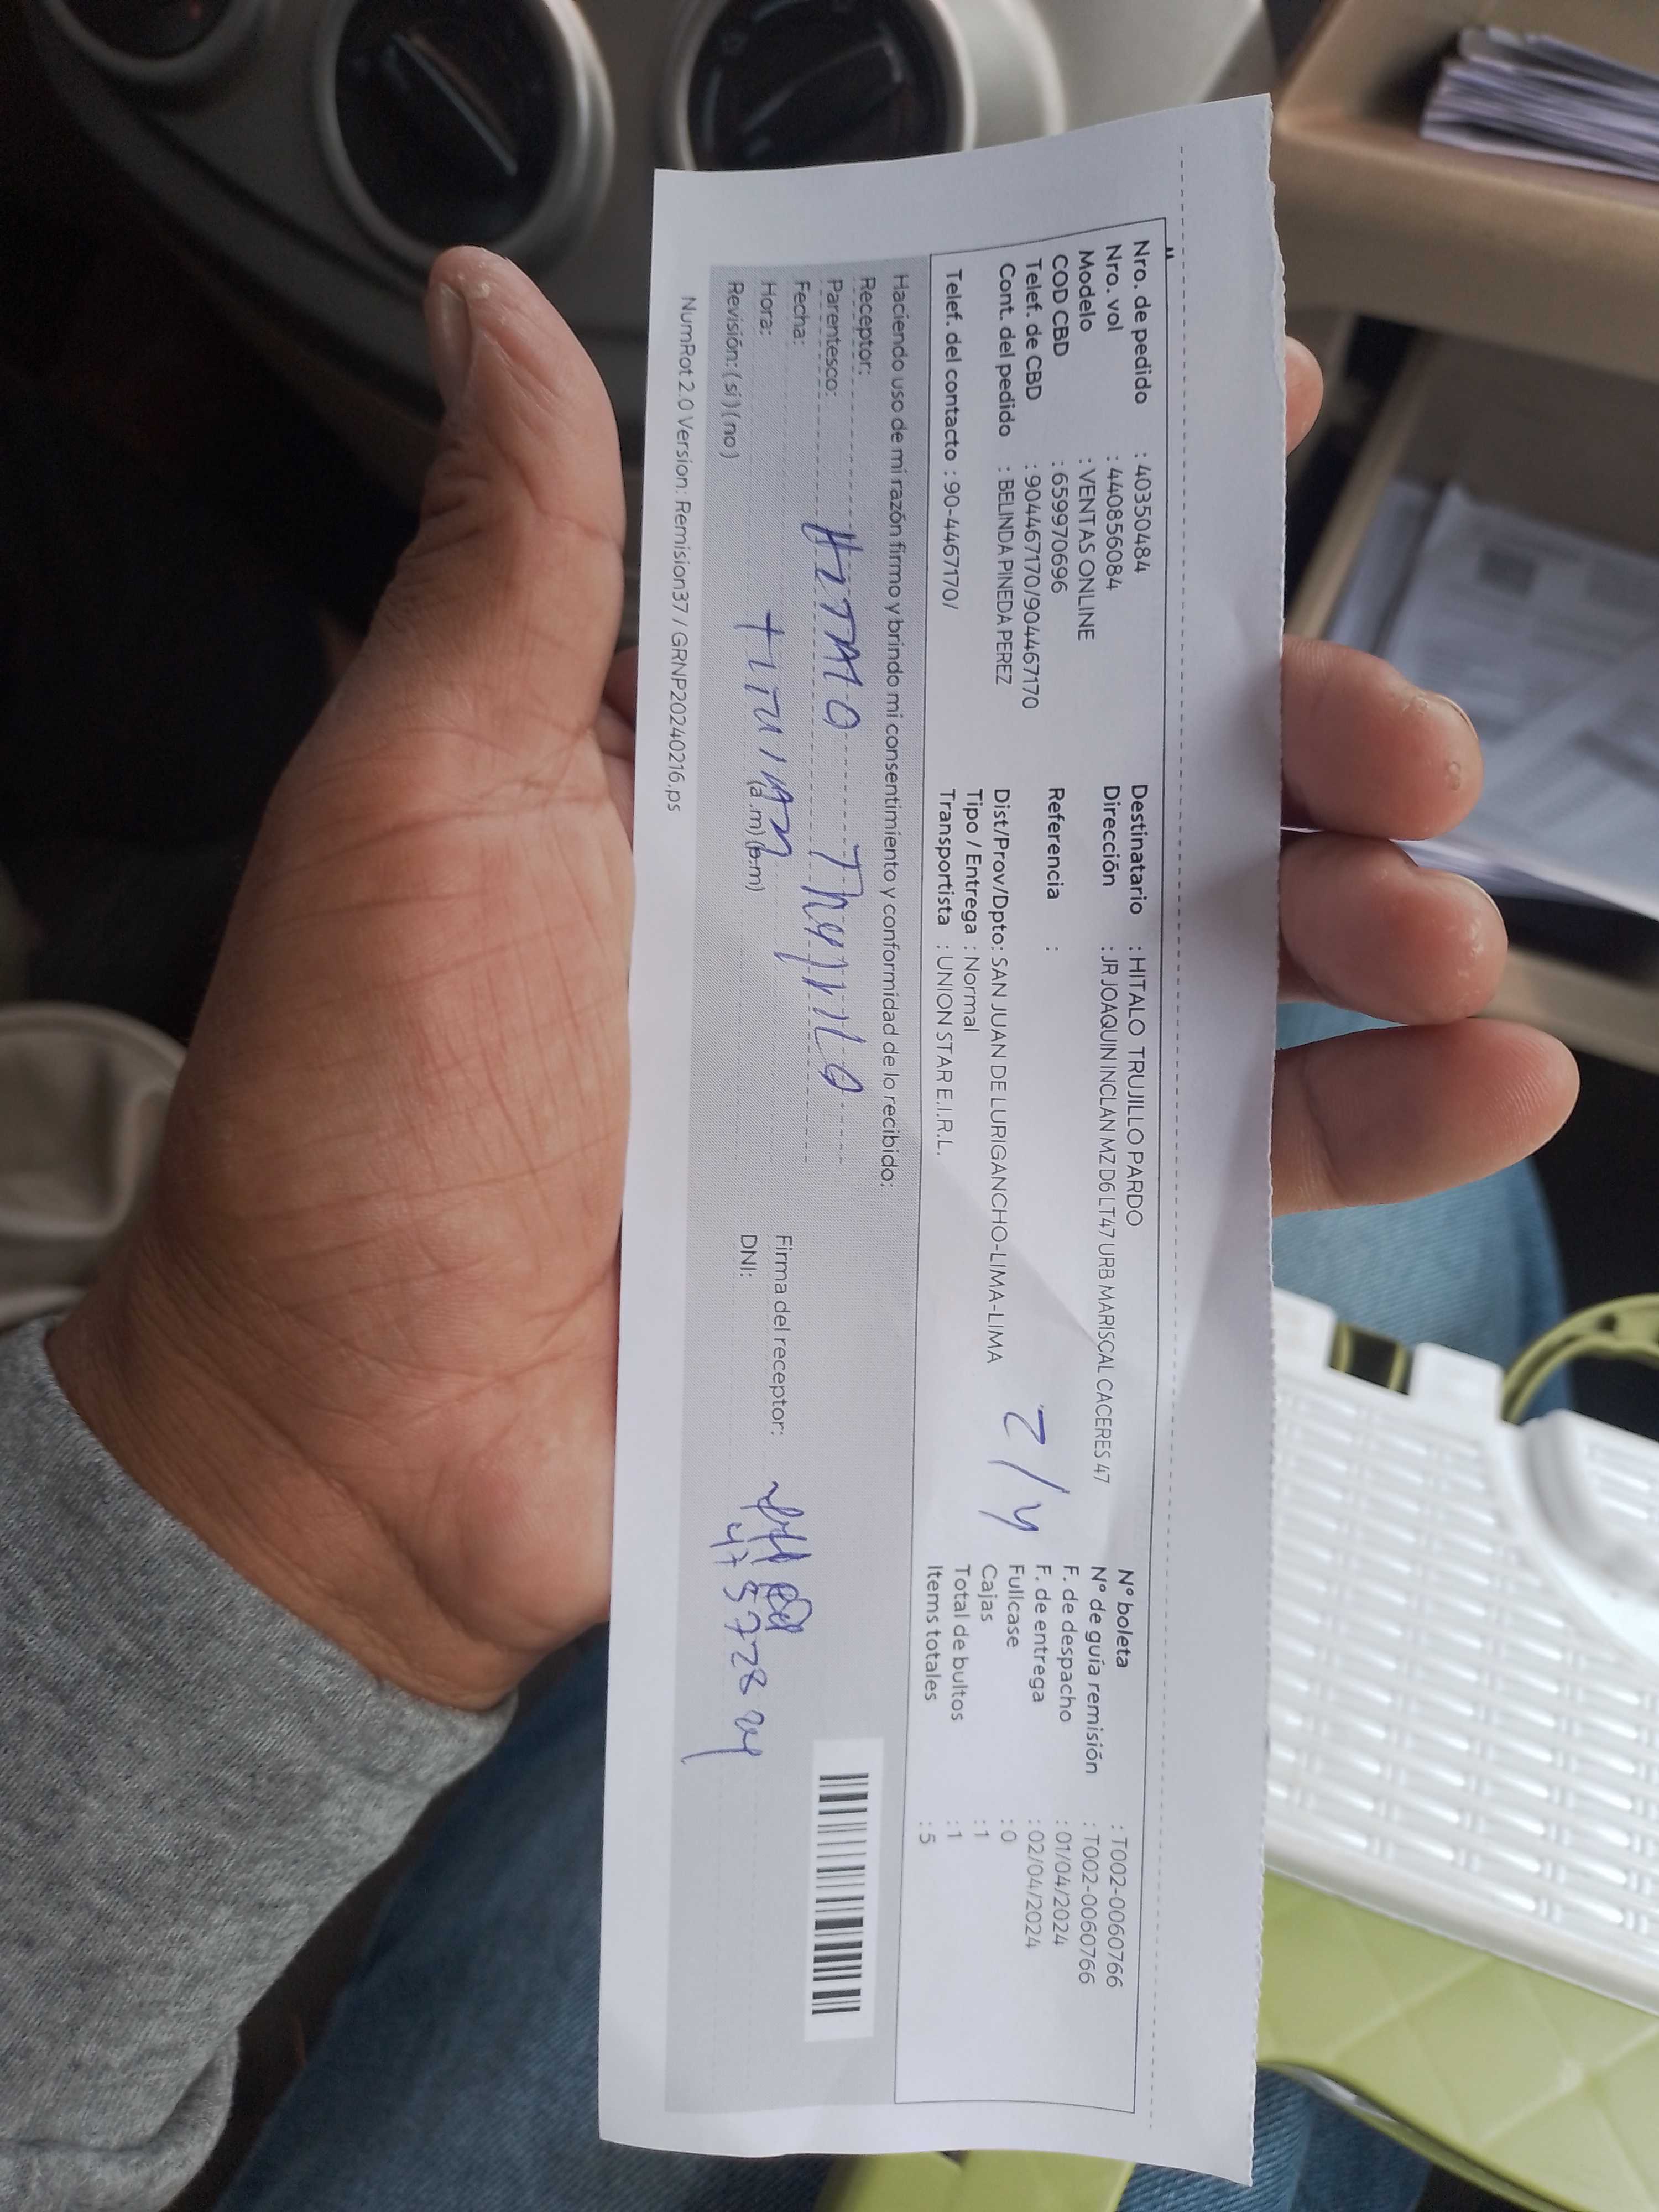 Nro. de pedido : 40350484
Nro. vol : 440856084
Modelo : VENTAS ONLINE
COD CBD : 659970696
Telef. de CBD : 904467170/904467170
Cont. del pedido : BELINDA PINEDA PEREZ
Telef. del contacto : 90-4467170/
Destinatario : HITALO TRUJILLO PARDO
Dirección : JR JOAQUIN INCLAN MZ D6 LT47 URB MARISCAL CACERES 47
Referencia :
Dist/Prov/Dpto: SAN JUAN DE LURIGANCHO-LIMA-LIMA
Tipo / Entrega : Normal
Transportista : UNION STAR E.I.R.L.
N° boleta : T002-0060766
N° de guía remisión : T002-0060766
F. de despacho : 01/04/2024
F. de entrega : 02/04/2024
Fullcase : 0
Cajas : 1
Total de bultos : 1
Items totales : 5
Haciendo uso de mi razón firmo y brindo mi consentimiento y conformidad de lo recibido:
Receptor:
Parentesco:
Fecha:
Hora: (a.m) (p.m)
Revisión: ( si ) ( no )
Firma del receptor:
DNI:
NumRot 2.0 Version: Remision37 / GRNP20240216.ps